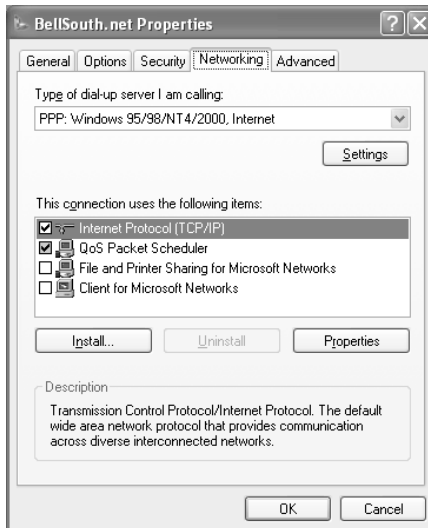 BellSouth.net Properties
General Options Security Networking Advanced
Type of dial-up server I am calling:
PPP: Windows 95/98/NT4/2000, Internet
Settings
This connection uses the following items:
Internet Protocol (TCP/IP)
QoS Packet Scheduler
File and Printer Sharing for Microsoft Networks
Client for Microsoft Networks
Install... Uninstall Properties
Description
Transmission Control Protocol/Internet Protocol. The default
wide area network protocol that provides communication
across diverse interconnected networks.
OK Cancel